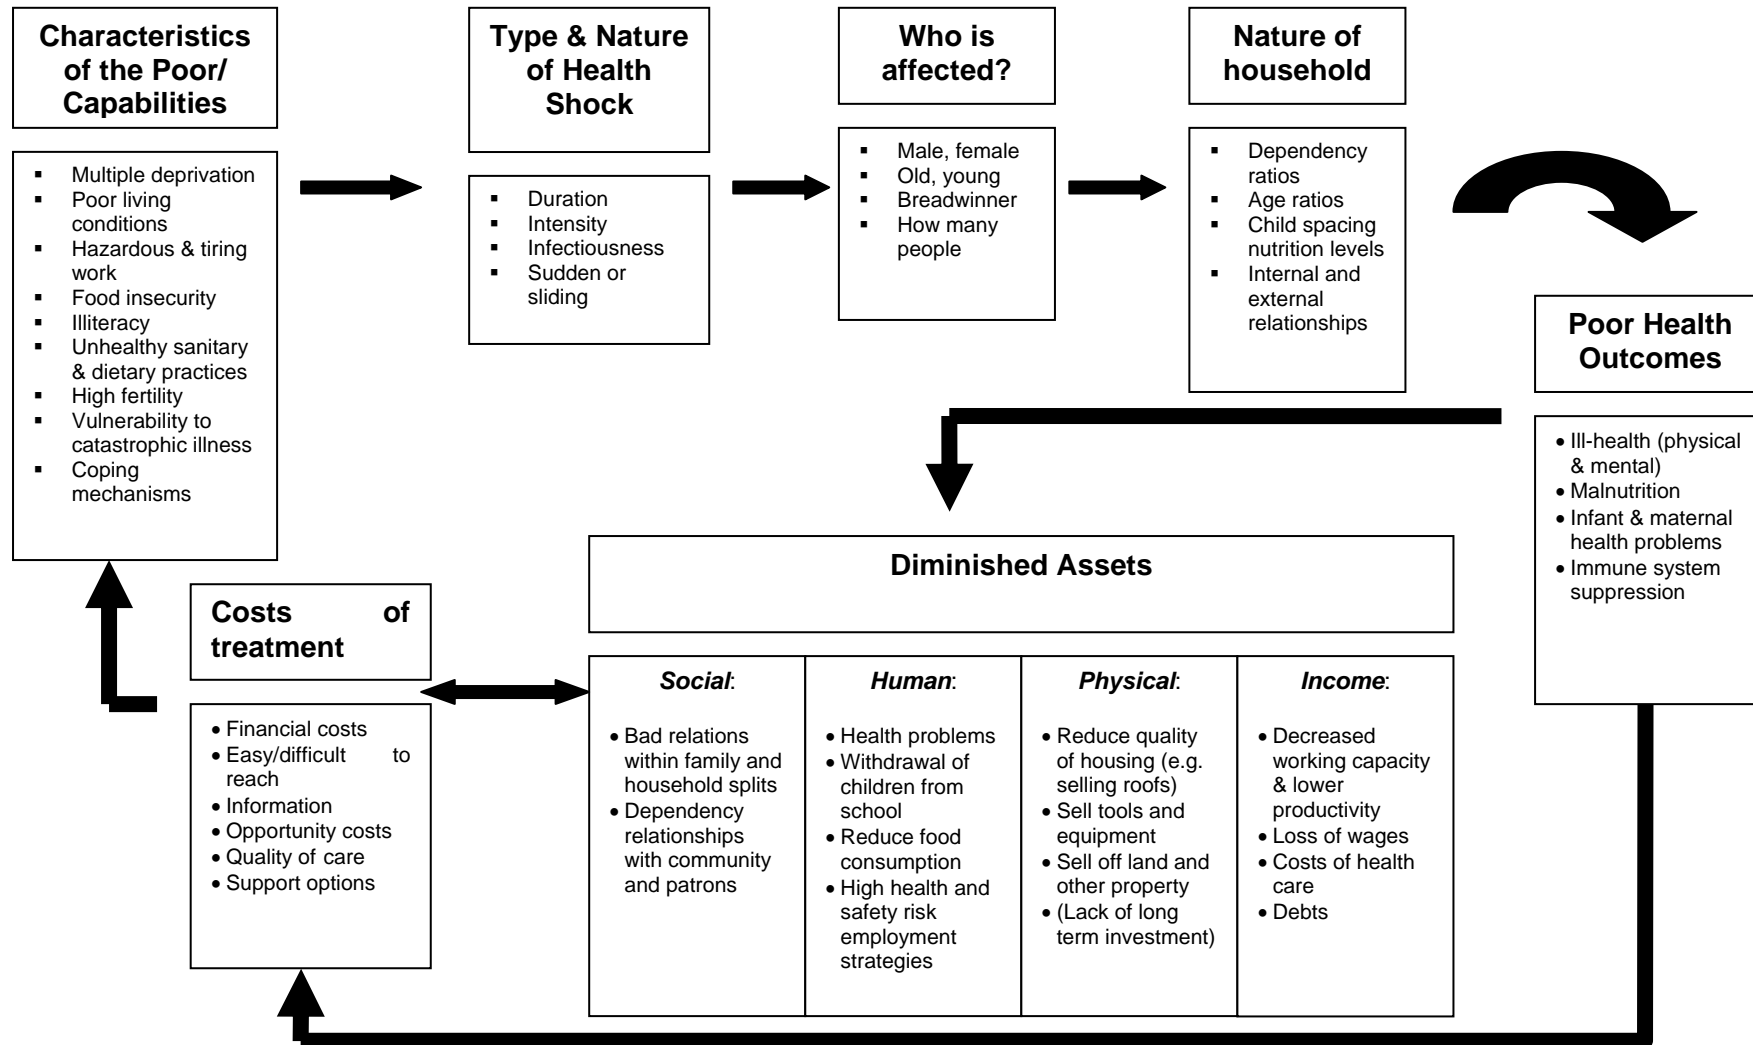 Characteristics
of the Poor/
Capabilities
▪ Multiple deprivation
▪ Poor living
conditions
▪ Hazardous & tiring
work
▪ Food insecurity
▪ Illiteracy
▪ Unhealthy sanitary
& dietary practices
▪ High fertility
▪ Vulnerability to
catastrophic illness
▪ Coping
mechanisms
Type & Nature
of Health
Shock
▪ Duration
▪ Intensity
▪ Infectiousness
▪ Sudden or
sliding
Who is
affected?
▪ Male, female
▪ Old, young
▪ Breadwinner
▪ How many
people
Nature of
household
▪ Dependency
ratios
▪ Age ratios
▪ Child spacing
nutrition levels
▪ Internal and
external
relationships
Poor Health
Outcomes
• Ill-health (physical
& mental)
• Malnutrition
• Infant & maternal
health problems
• Immune system
suppression
Diminished Assets
Social:
• Bad relations
within family and
household splits
• Dependency
relationships
with community
and patrons
Human:
• Health problems
• Withdrawal of
children from
school
• Reduce food
consumption
• High health and
safety risk
employment
strategies
Physical:
• Reduce quality
of housing (e.g.
selling roofs)
• Sell tools and
equipment
• Sell off land and
other property
• (Lack of long
term investment)
Income:
• Decreased
working capacity
& lower
productivity
• Loss of wages
• Costs of health
care
• Debts
Costs of
treatment
• Financial costs
• Easy/difficult to
reach
• Information
• Opportunity costs
• Quality of care
• Support options